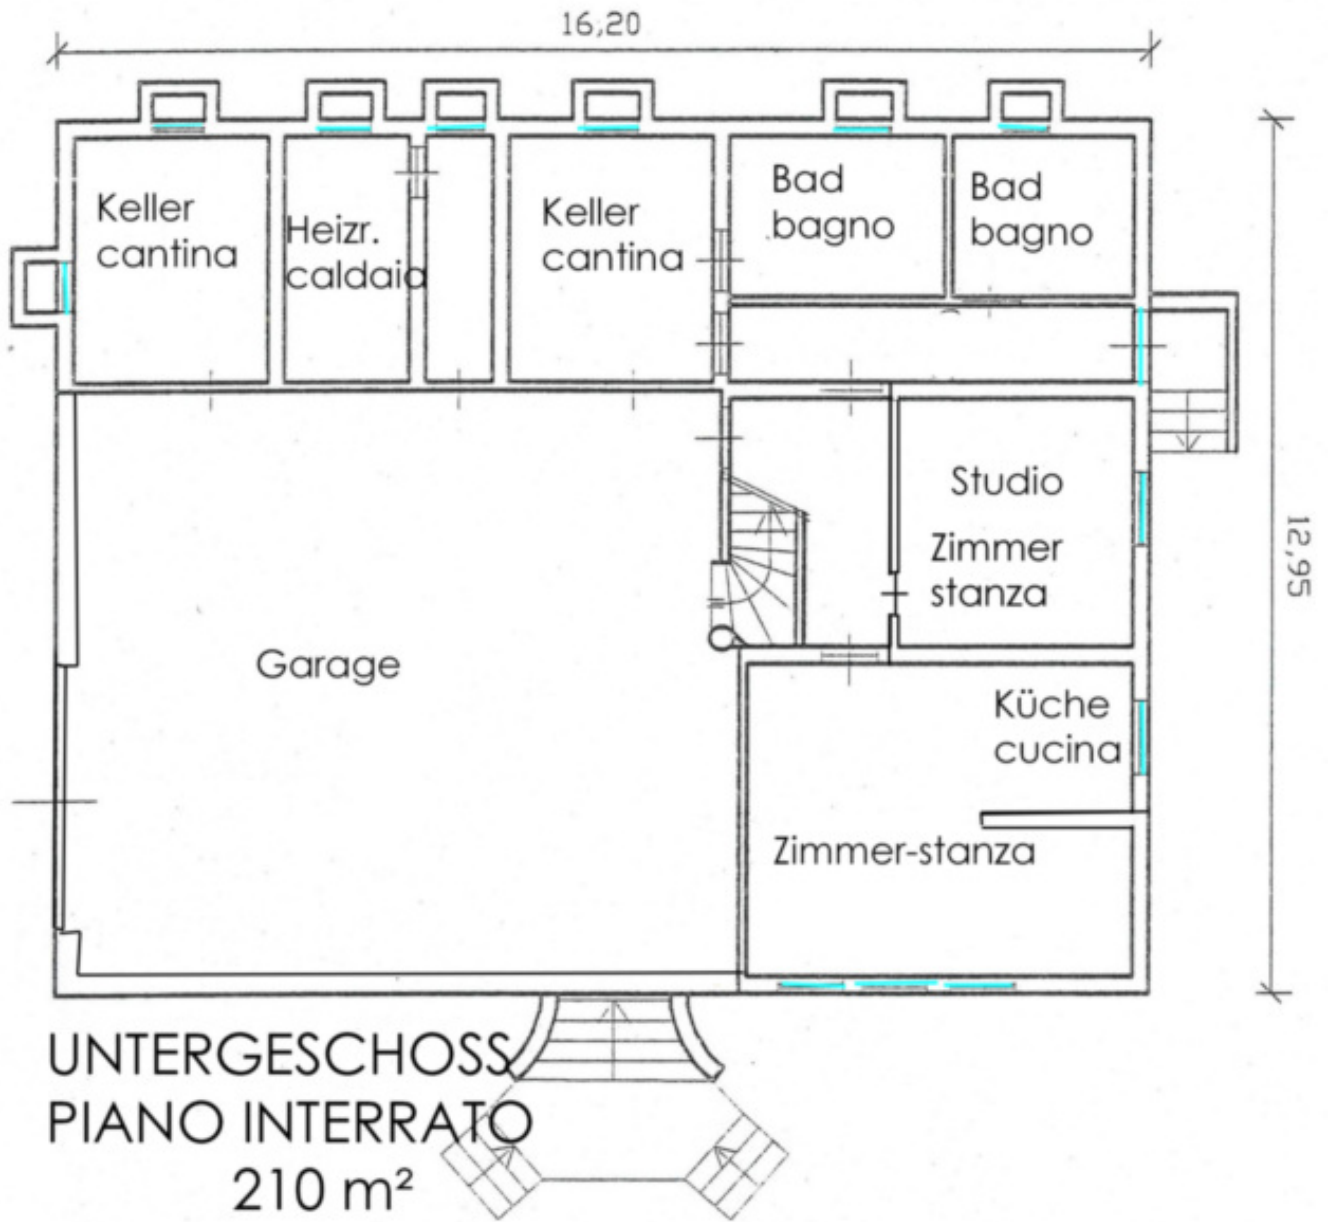 16,20
Keller
cantina
Heizr.
caldaia
Keller
cantina
Bad
bagno
Bad
bagno
Studio
Zimmer
stanza
12,95
Garage
Küche
cucina
Zimmer-stanza
UNTERGESCHOSS
PIANO INTERRATO
210 m²